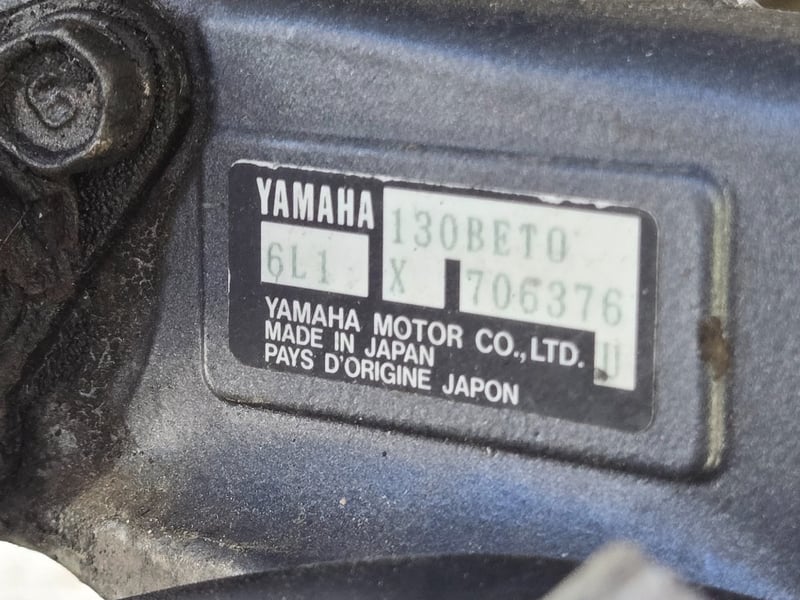 YAMAHA 130BETO
6L1 X 706376
U
YAMAHA MOTOR CO., LTD.
MADE IN JAPAN
PAYS D'ORIGINE JAPON
G